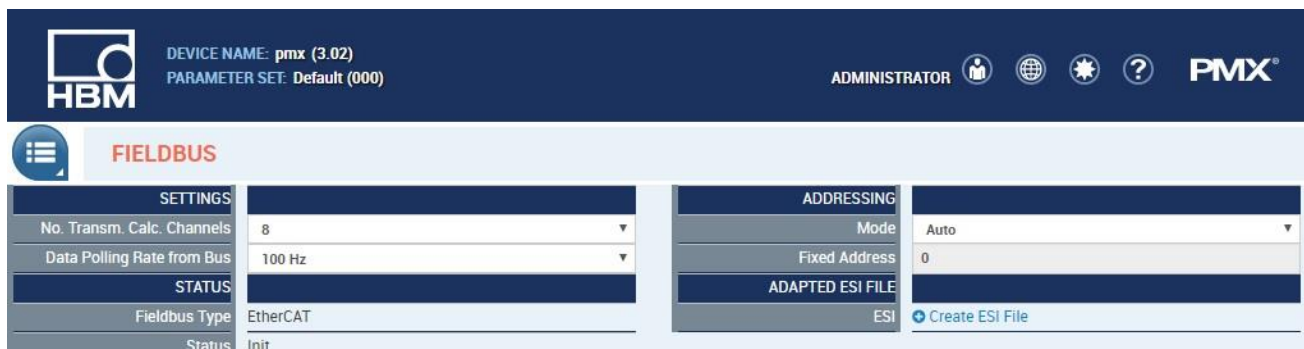 HBM
DEVICE NAME: pmx (3.02)
PARAMETER SET: Default (000)
ADMINISTRATOR
?
PMX®
FIELDBUS
SETTINGS
No. Transm. Calc. Channels 8
Data Polling Rate from Bus 100 Hz
STATUS
Fieldbus Type EtherCAT
Status Init
ADDRESSING
Mode Auto
Fixed Address 0
ADAPTED ESI FILE
ESI Create ESI File